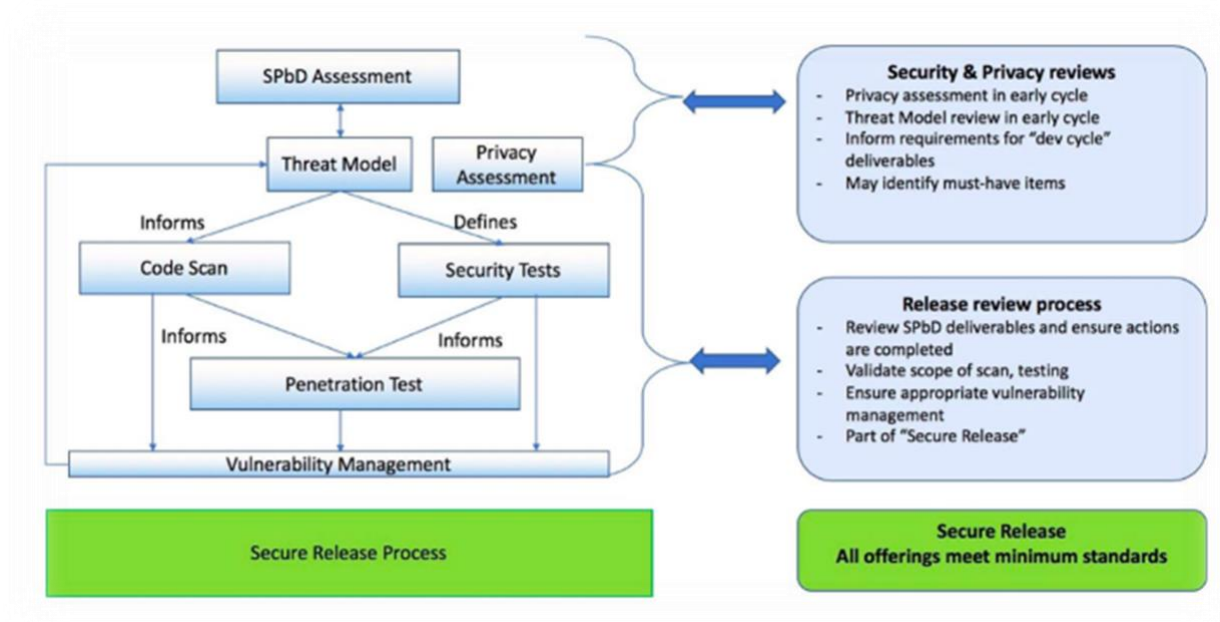 SPbD Assessment
Threat Model
Privacy
Assessment
Informs
Defines
Code Scan
Security Tests
Informs
Informs
Penetration Test
Vulnerability Management
Secure Release Process
Security & Privacy reviews
- Privacy assessment in early cycle
- Threat Model review in early cycle
- Inform requirements for “dev cycle”
deliverables
- May identify must-have items
Release review process
- Review SPbD deliverables and ensure actions
are completed
- Validate scope of scan, testing
- Ensure appropriate vulnerability
management
- Part of “Secure Release”
Secure Release
All offerings meet minimum standards